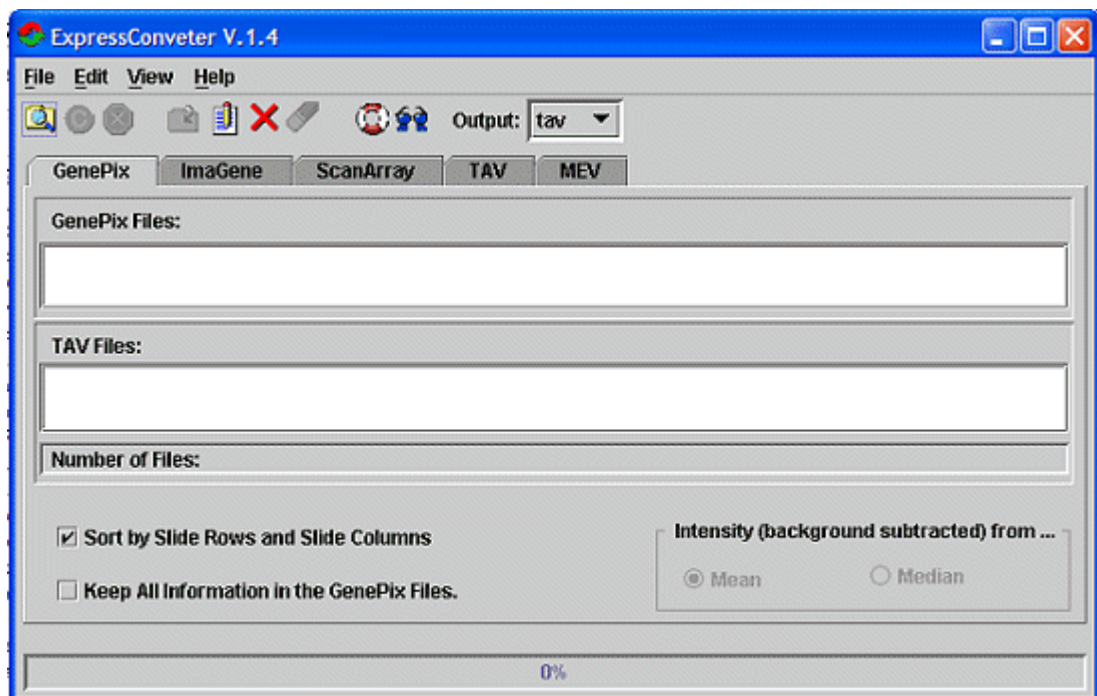 ExpressConveter V.1.4
File Edit View Help
Output: tav
GenePix ImaGene ScanArray TAV MEV
GenePix Files:
TAV Files:
Number of Files:
Sort by Slide Rows and Slide Columns
Intensity (background subtracted) from ...
Mean Median
Keep All Information in the GenePix Files.
0%